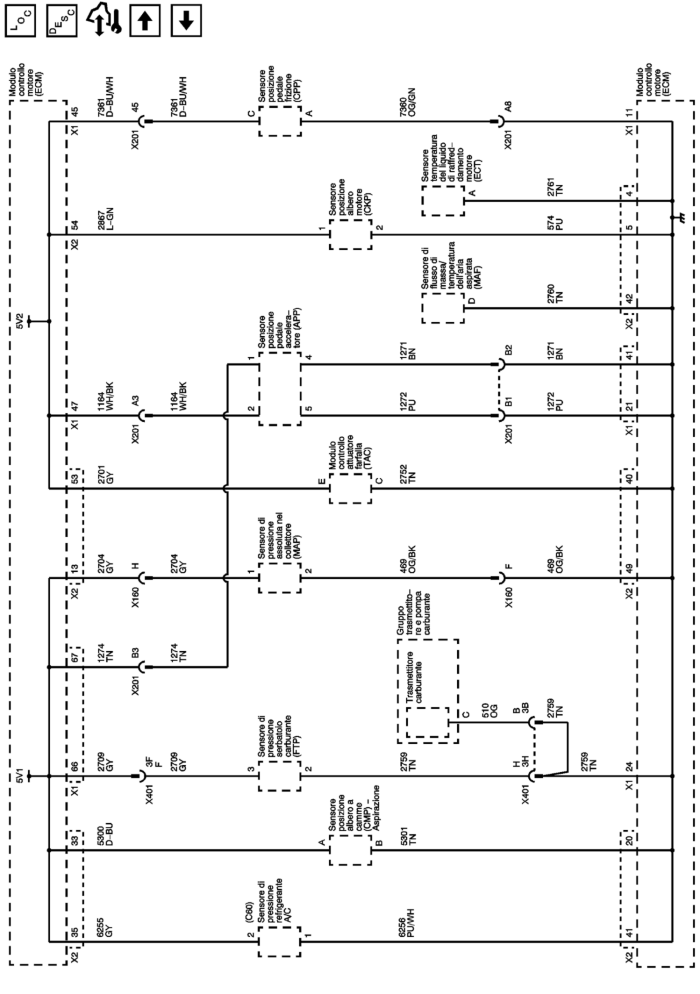 L O C
D E S C
Modulo
controllo
motore
(ECM)
5V1
5V2
X2
35
33
X1
66
67
X2
13
53
X1
47
X2
54
X1
45
6255
GY
5300
D-BU
2709
GY
1274
TN
2704
GY
2701
GY
1164
WH/BK
2867
L-GN
7361
D-BU/WH
X401
3F
F
X201
B3
X160
H
X201
A3
X201
45
2709
GY
1274
TN
2704
GY
1164
WH/BK
7361
D-BU/WH
2
(C60)
Sensore di
pressione
refrigerante
A/C
1
A
Sensore
posizione
albero a
camme
(CMP) –
Aspirazione
B
3
Sensore di
pressione
serbatoio
carburante
(FTP)
2
Gruppo
trasmettito-
re e pompa
carburante
Trasmettitore
carburante
C
1
Sensore di
pressione
assoluta nel
collettore
(MAP)
2
E
Modulo
controllo
attuatore
farfalla
(TAC)
C
2
1
Sensore
posizione
pedale
accelera-
tore (APP)
5
4
Sensore di
flusso di
massa/
temperatura
dell'aria
aspirata
(MAF)
D
1
Sensore
posizione
albero
motore
(CKP)
2
Sensore
temperatura
del liquido
di raffred-
damento
motore
(ECT)
A
C
Sensore
posizione
pedale
frizione
(CPP)
A
6256
PU/WH
5301
TN
2759
TN
510
OG
469
OG/BK
2752
TN
1272
PU
1271
BN
2760
TN
574
PU
2761
TN
7360
OG/GN
X401
H
3H
B
3B
2759
TN
X160
F
X201
B1
B2
X201
A8
2759
TN
469
OG/BK
1272
PU
1271
BN
X2
41
20
X1
24
X2
49
40
X1
21
41
X2
42
5
4
X1
11
Modulo
controllo
motore
(ECM)